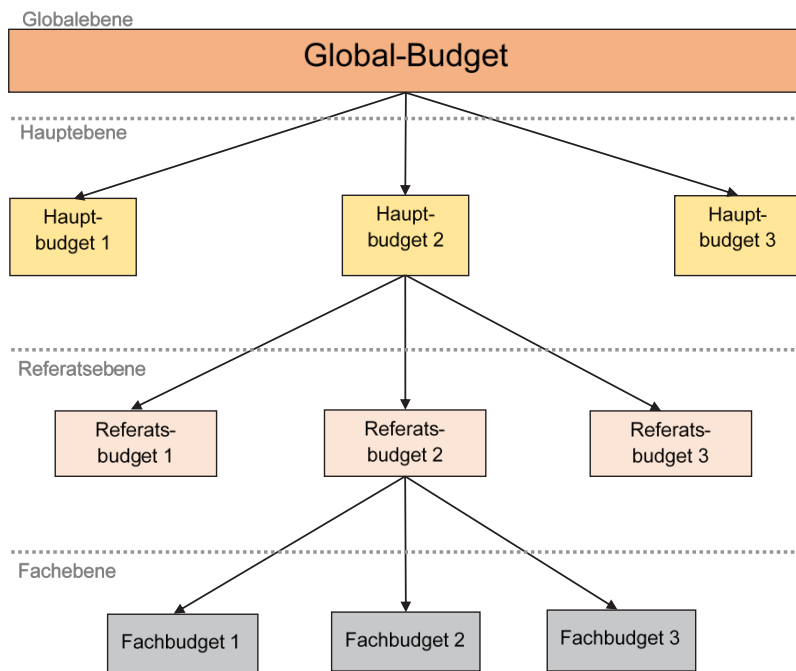 Globalebene
Global-Budget
Hauptebene
Haupt-
budget 1
Haupt-
budget 2
Haupt-
budget 3
Referatsebene
Referats-
budget 1
Referats-
budget 2
Referats-
budget 3
Fachebene
Fachbudget 1
Fachbudget 2
Fachbudget 3